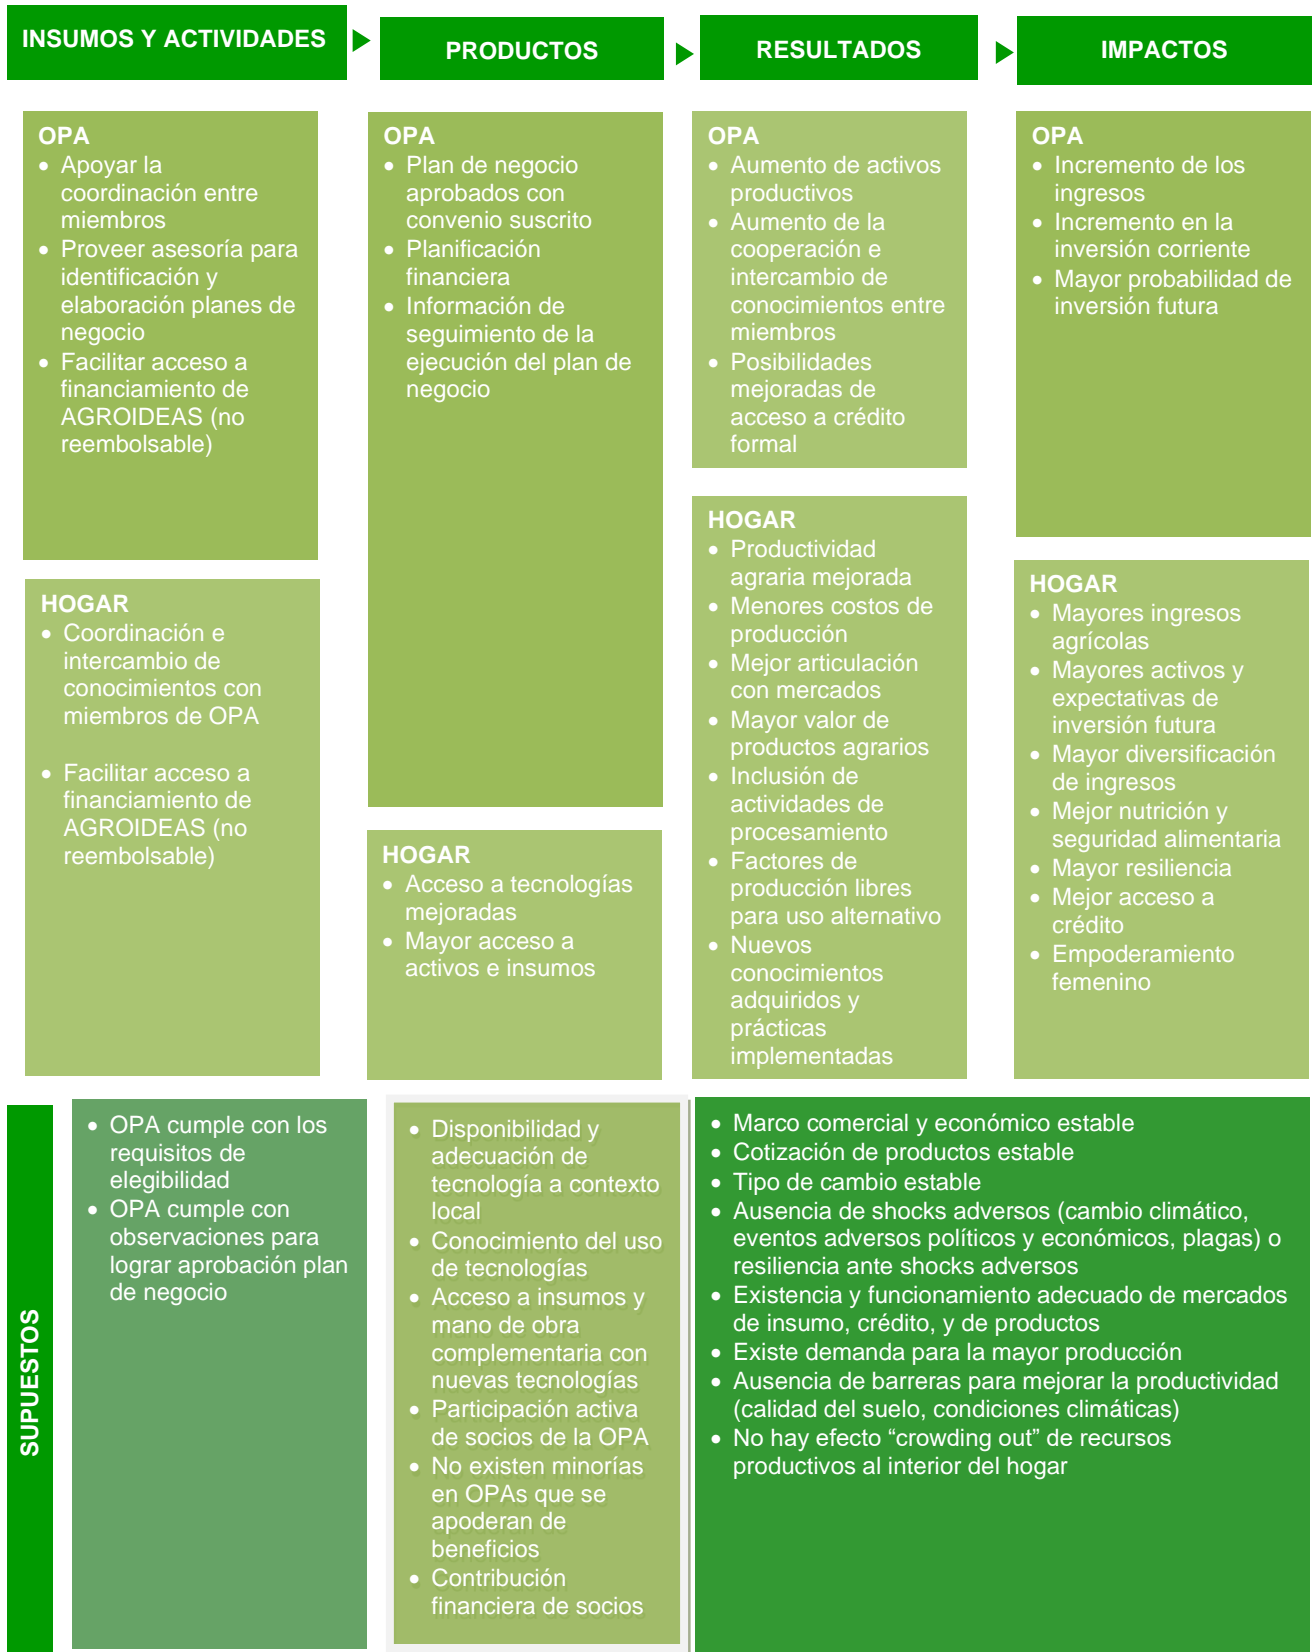 INSUMOS Y ACTIVIDADES
PRODUCTOS
RESULTADOS
IMPACTOS
OPA
• Apoyar la
coordinación entre
miembros
• Proveer asesoría para
identificación y
elaboración planes de
negocio
• Facilitar acceso a
financiamiento de
AGROIDEAS (no
reembolsable)
HOGAR
• Coordinación e
intercambio de
conocimientos con
miembros de OPA
• Facilitar acceso a
financiamiento de
AGROIDEAS (no
reembolsable)
OPA
• Plan de negocio
aprobados con
convenio suscrito
• Planificación
financiera
• Información de
seguimiento de la
ejecución del plan de
negocio
HOGAR
• Acceso a tecnologías
mejoradas
• Mayor acceso a
activos e insumos
OPA
• Aumento de activos
productivos
• Aumento de la
cooperación e
intercambio de
conocimientos entre
miembros
• Posibilidades
mejoradas de
acceso a crédito
formal
HOGAR
• Productividad
agraria mejorada
• Menores costos de
producción
• Mejor articulación
con mercados
• Mayor valor de
productos agrarios
• Inclusión de
actividades de
procesamiento
• Factores de
producción libres
para uso alternativo
• Nuevos
conocimientos
adquiridos y
prácticas
implementadas
OPA
• Incremento de los
ingresos
• Incremento en la
inversión corriente
• Mayor probabilidad de
inversión futura
HOGAR
• Mayores ingresos
agrícolas
• Mayores activos y
expectativas de
inversión futura
• Mayor diversificación
de ingresos
• Mejor nutrición y
seguridad alimentaria
• Mayor resiliencia
• Mejor acceso a
crédito
• Empoderamiento
femenino
SUPUESTOS
• OPA cumple con los
requisitos de
elegibilidad
• OPA cumple con
observaciones para
lograr aprobación plan
de negocio
• Disponibilidad y
adecuación de
tecnología a contexto
local
• Conocimiento del uso
de tecnologías
• Acceso a insumos y
mano de obra
complementaria con
nuevas tecnologías
• Participación activa
de socios de la OPA
• No existen minorías
en OPAs que se
apoderan de
beneficios
• Contribución
financiera de socios
• Marco comercial y económico estable
• Cotización de productos estable
• Tipo de cambio estable
• Ausencia de shocks adversos (cambio climático,
eventos adversos políticos y económicos, plagas) o
resiliencia ante shocks adversos
• Existencia y funcionamiento adecuado de mercados
de insumo, crédito, y de productos
• Existe demanda para la mayor producción
• Ausencia de barreras para mejorar la productividad
(calidad del suelo, condiciones climáticas)
• No hay efecto “crowding out” de recursos
productivos al interior del hogar